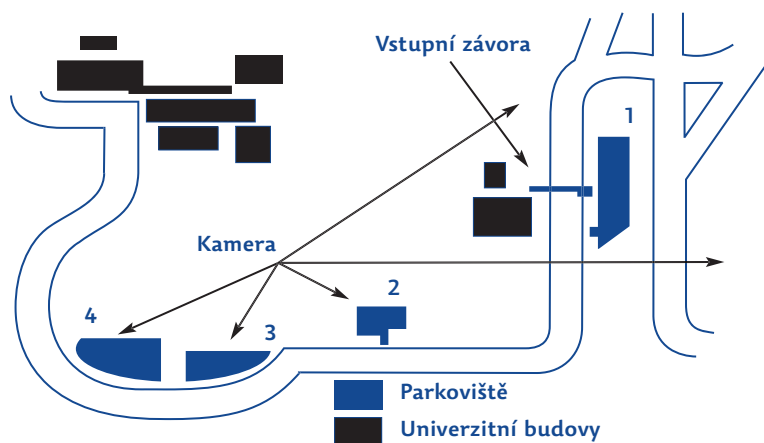 Vstupní závora
1
Kamera
2
4
3
Parkoviště
Univerzitní budovy